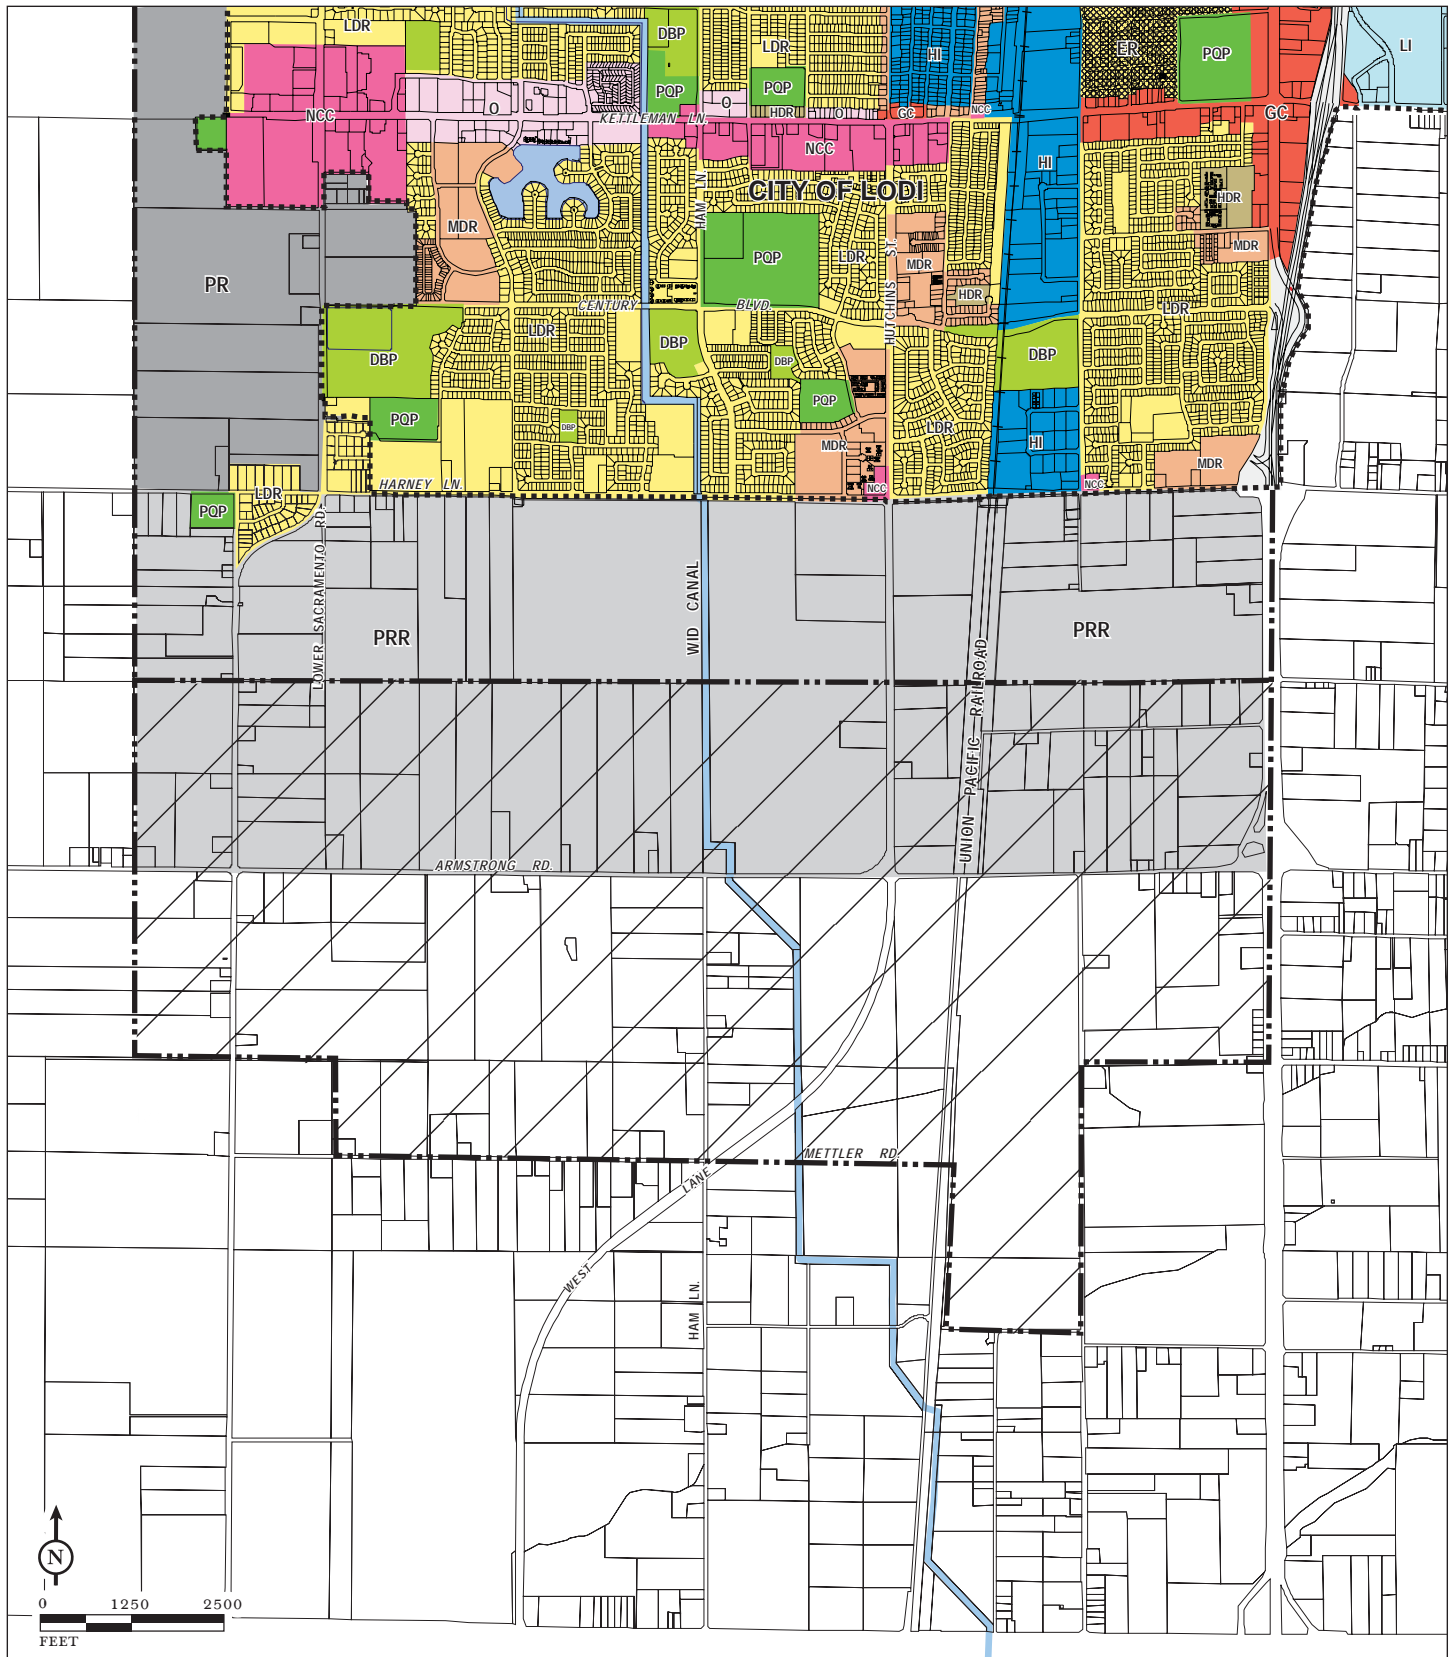 LDR
DBP
LDR
HI
ER
PQP
LI
PQP
PQP
O
O
HDR
O
GC
NCC
GC
NCC
KETTLEMAN LN.
NCC
HI
CITY OF LODI
HAM LN.
HDR
MDR
PQP
LDR
MDR
HUTCHINS ST.
MDR
PR
HDR
CENTURY BLVD
LDR
LDR
DBP
DBP
DBP
DBP
PQP
PQP
DBP
LDR
MDR
HI
MDR
HARNEY LN.
NCC
NCC
LDR
PQP
LOWER SACRAMENTO RD.
WID CANAL
PRR
PRR
UNION PACIFIC RAILROAD
ARMSTRONG RD.
METTLER RD.
WEST LANE
HAM LN.
N
0 1250 2500
FEET